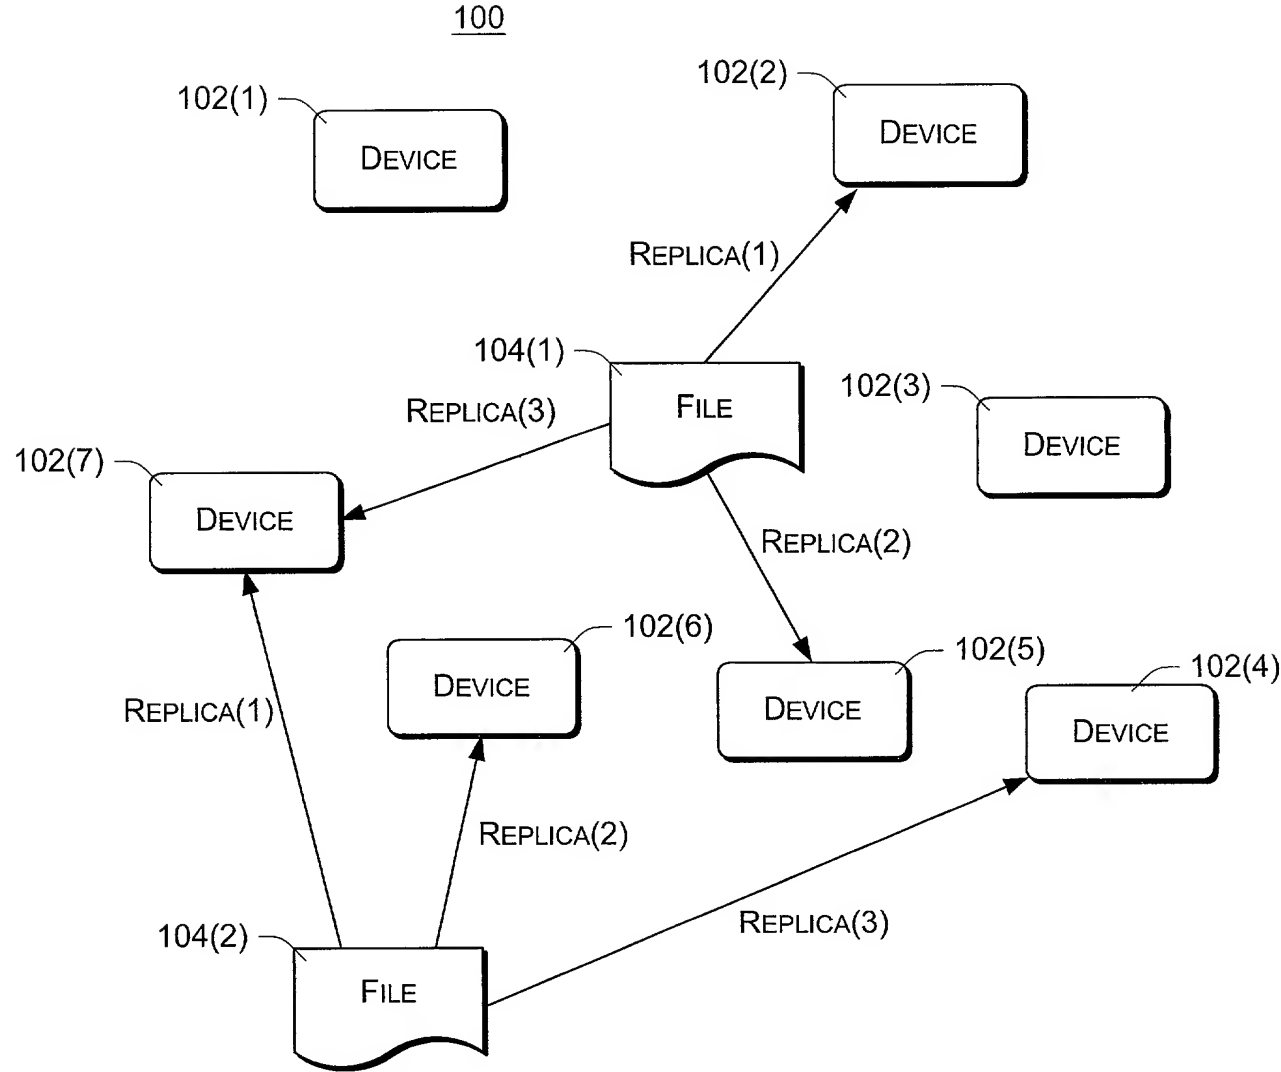 100
102(1)
DEVICE
102(2)
DEVICE
REPLICA(1)
104(1)
FILE
102(3)
DEVICE
REPLICA(3)
102(7)
DEVICE
REPLICA(2)
102(6)
DEVICE
102(5)
DEVICE
102(4)
DEVICE
REPLICA(1)
REPLICA(2)
REPLICA(3)
104(2)
FILE